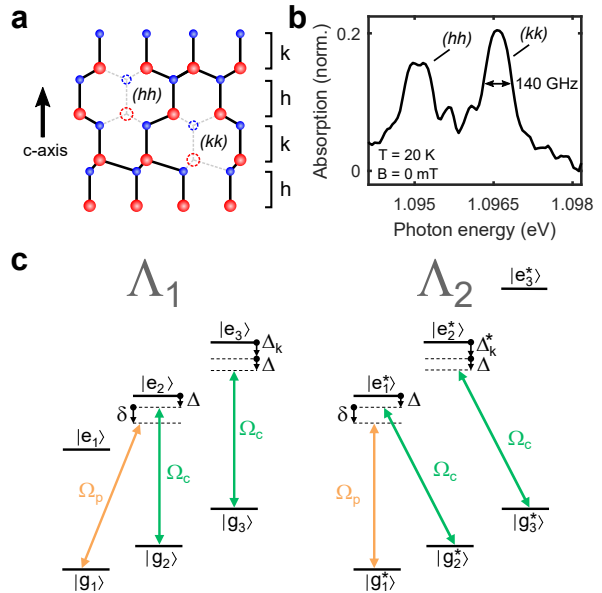 a
k
(hh)
h
(kk)
k
c-axis
h
b
Absorption (norm.)
0.2
0
(hh)
(kk)
140 GHz
T = 20 K
B = 0 mT
1.095
1.0965
1.098
Photon energy (eV)
c
Λ₁
|e₃⟩
Δₖ
Δ
|e₂⟩
Δ
δ
|e₁⟩
Ωc
Ωp
Ωc
|g₃⟩
|g₂⟩
|g₁⟩
Λ₂
|e₃*⟩
|e₂*⟩
Δₖ*
Δ
|e₁*⟩
Δ
δ
Ωc
Ωp
Ωc
|g₃*⟩
|g₂*⟩
|g₁*⟩